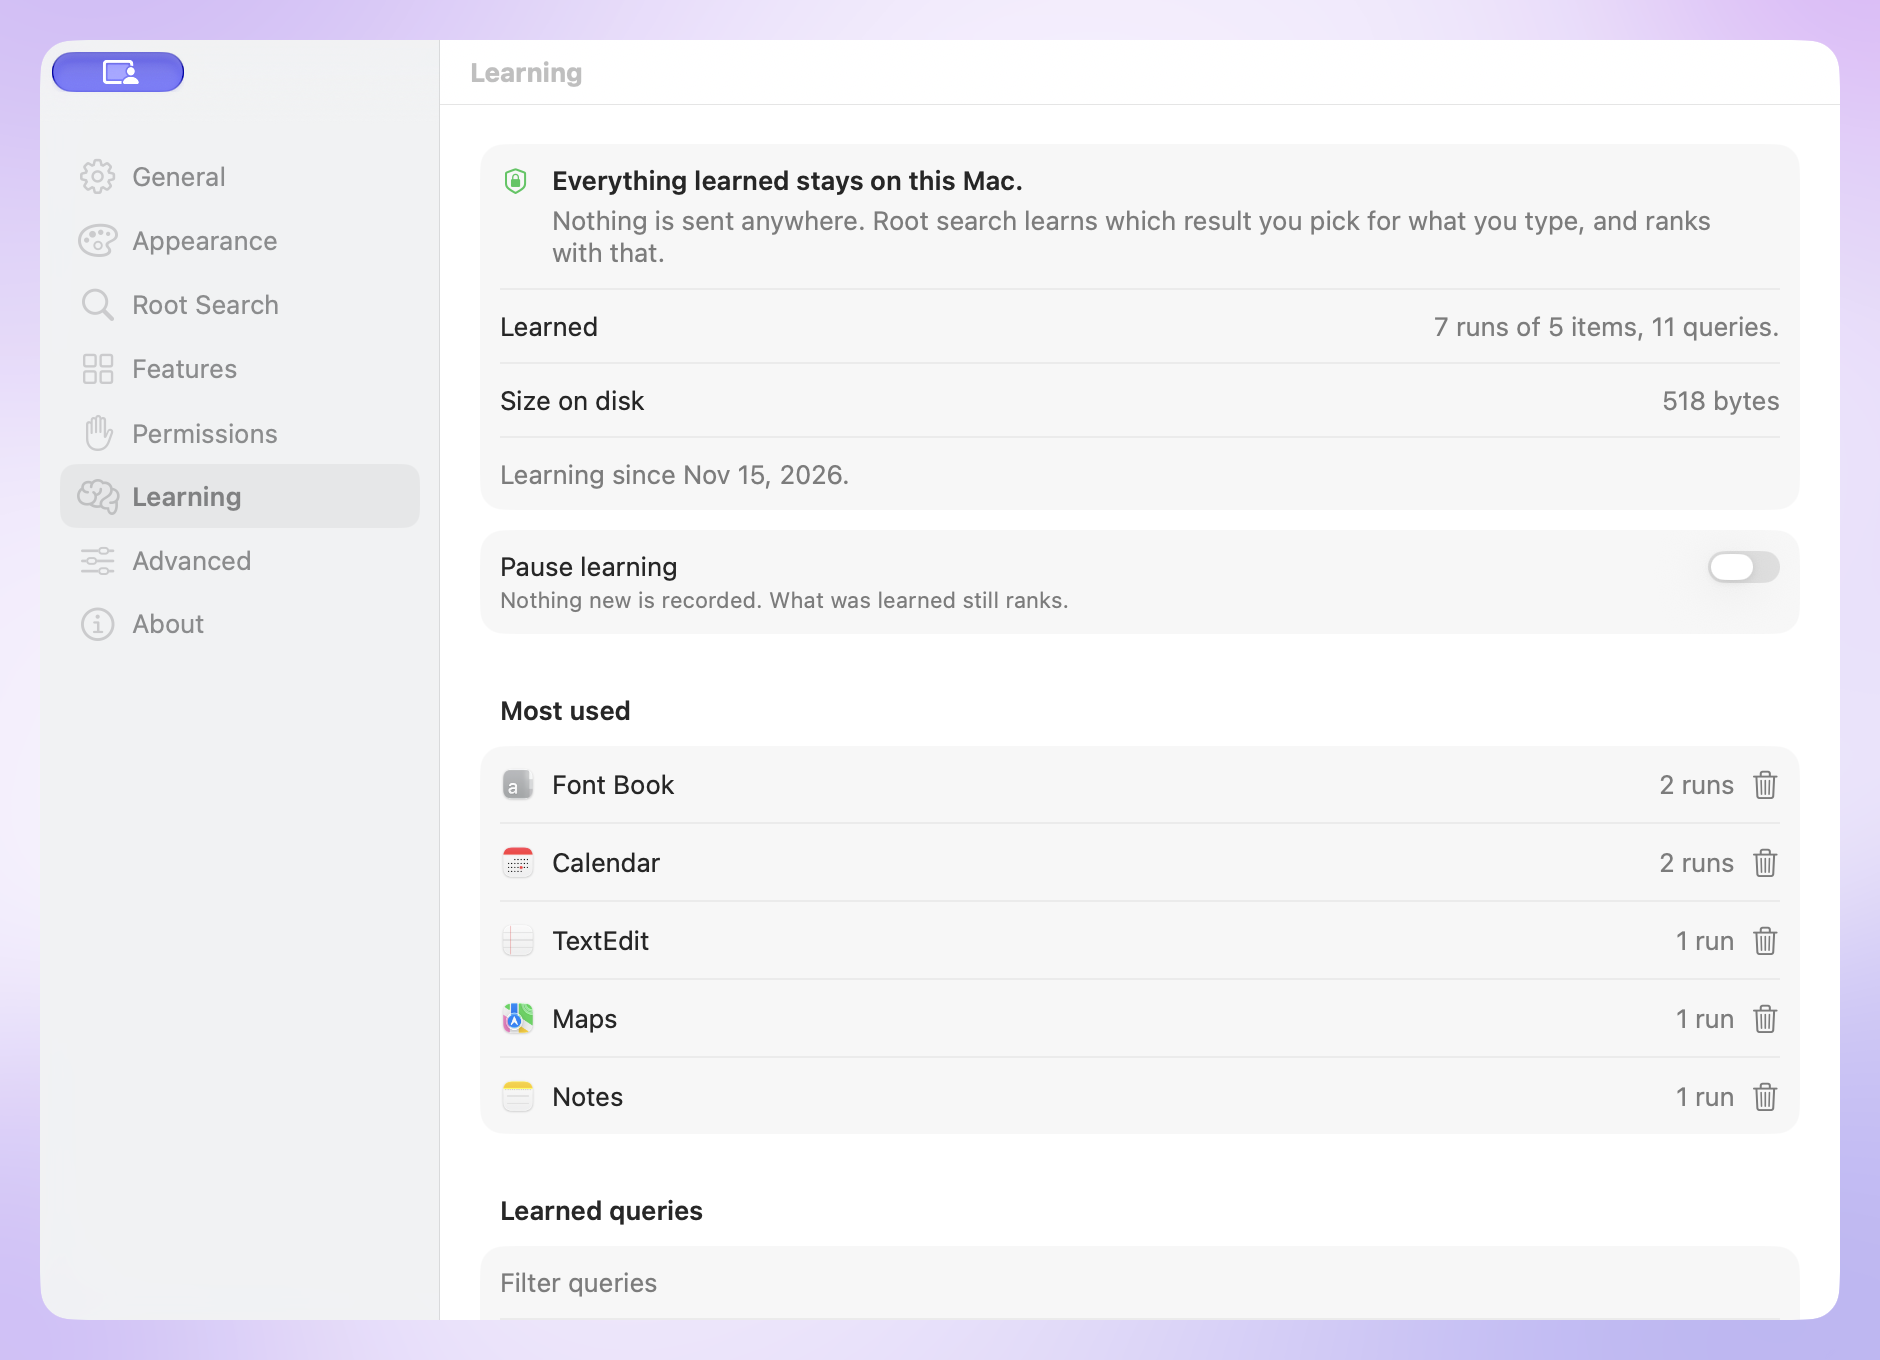 Learning
General
Appearance
Root Search
Features
Permissions
Learning
Advanced
About
Everything learned stays on this Mac.
Nothing is sent anywhere. Root search learns which result you pick for what you type, and ranks
with that.
Learned 7 runs of 5 items, 11 queries.
Size on disk 518 bytes
Learning since Nov 15, 2026.
Pause learning
Nothing new is recorded. What was learned still ranks.
Most used
a Font Book 2 runs
Calendar 2 runs
TextEdit 1 run
Maps 1 run
Notes 1 run
Learned queries
Filter queries